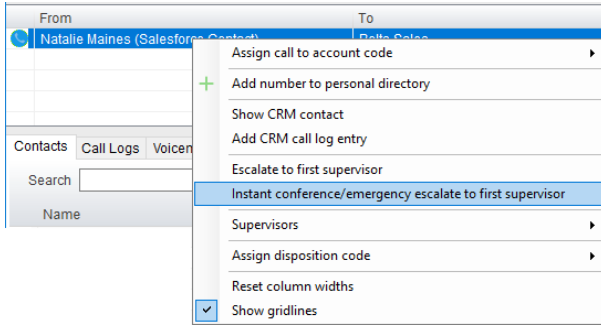 From To
Natalie Maines (Salesforce Contact)
Assign call to account code
Add number to personal directory
Show CRM contact
Add CRM call log entry
Contacts Call Logs
Escalate to first supervisor
Search
Instant conference/emergency escalate to first supervisor
Name
Supervisors
Assign disposition code
Reset column widths
Show gridlines